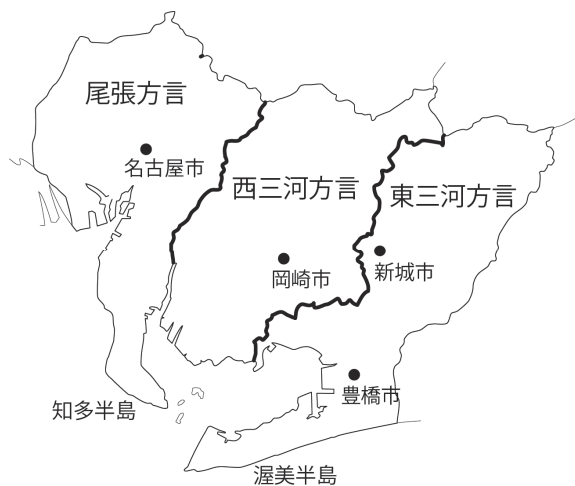 尾張方言
名古屋市
西三河方言
東三河方言
岡崎市
新城市
豊橋市
知多半島
渥美半島